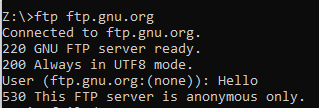 Z:\>ftp ftp.gnu.org
Connected to ftp.gnu.org.
220 GNU FTP server ready.
200 Always in UTF8 mode.
User (ftp.gnu.org:(none)): Hello
530 This FTP server is anonymous only.